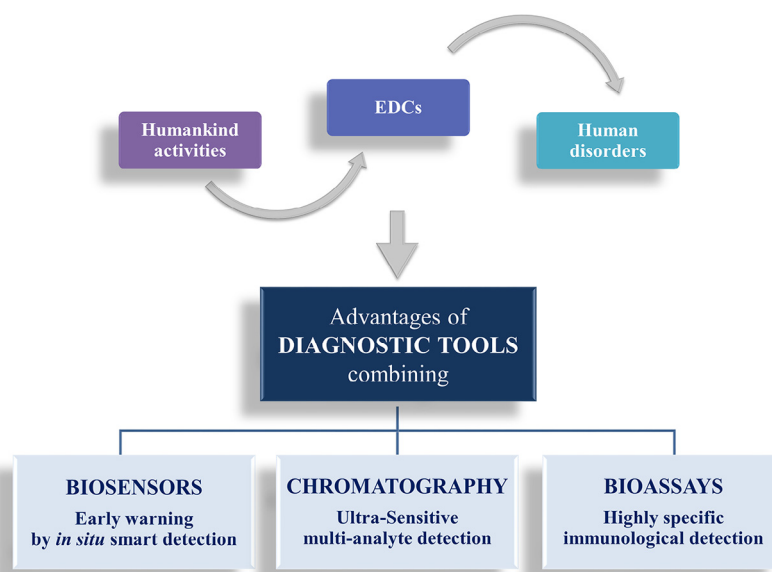 Humankind
activities
EDCs
Human
disorders
Advantages of
DIAGNOSTIC TOOLS
combining
BIOSENSORS
Early warning
by in situ smart detection
CHROMATOGRAPHY
Ultra-Sensitive
multi-analyte detection
BIOASSAYS
Highly specific
immunological detection